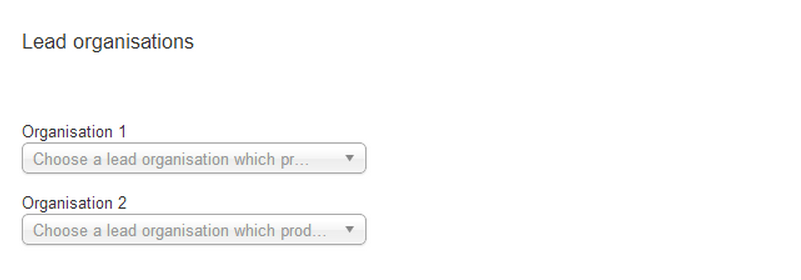 Lead organisations
Organisation 1
Choose a lead organisation which pr...
Organisation 2
Choose a lead organisation which prod...